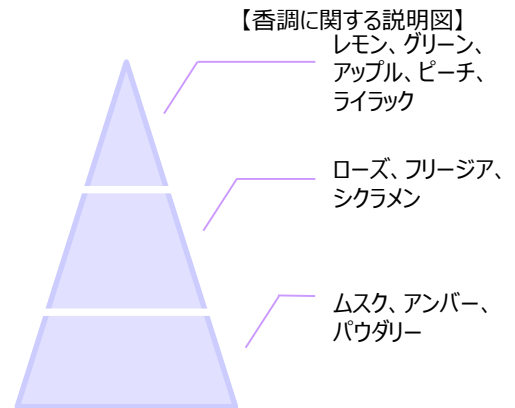 【香調に関する説明図】
レモン、グリーン、
アップル、ピーチ、
ライラック
ローズ、フリージア、
シクラメン
ムスク、アンバー、
パウダリー